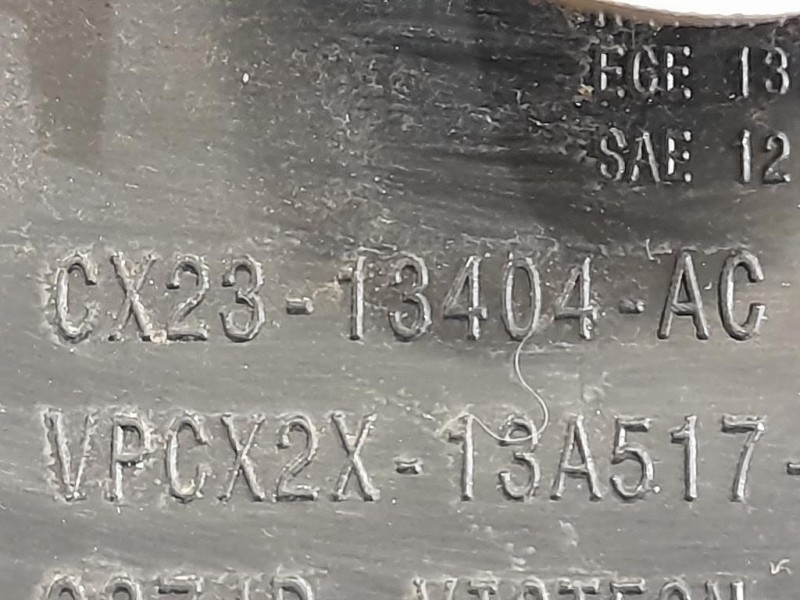 ECE 13
SAE 12
CX23-13404-AC
VPCX2X-13A517-